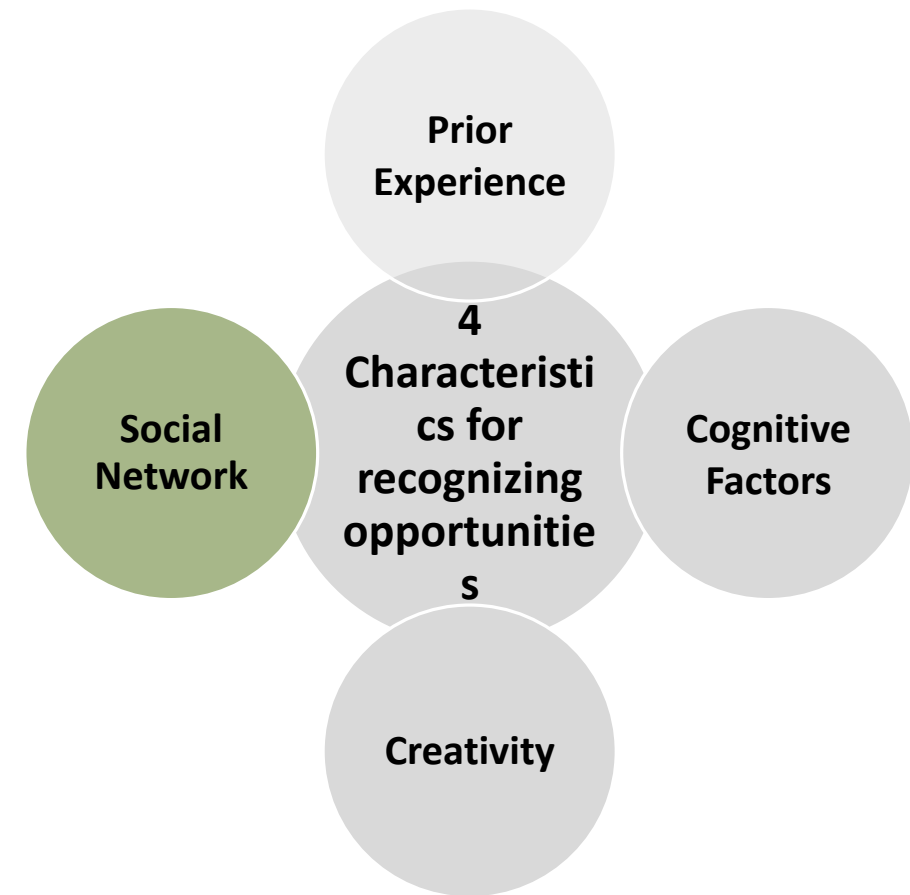 Prior
Experience
4
Characteristi
cs for
recognizing
opportunitie
s
Social
Network
Cognitive
Factors
Creativity